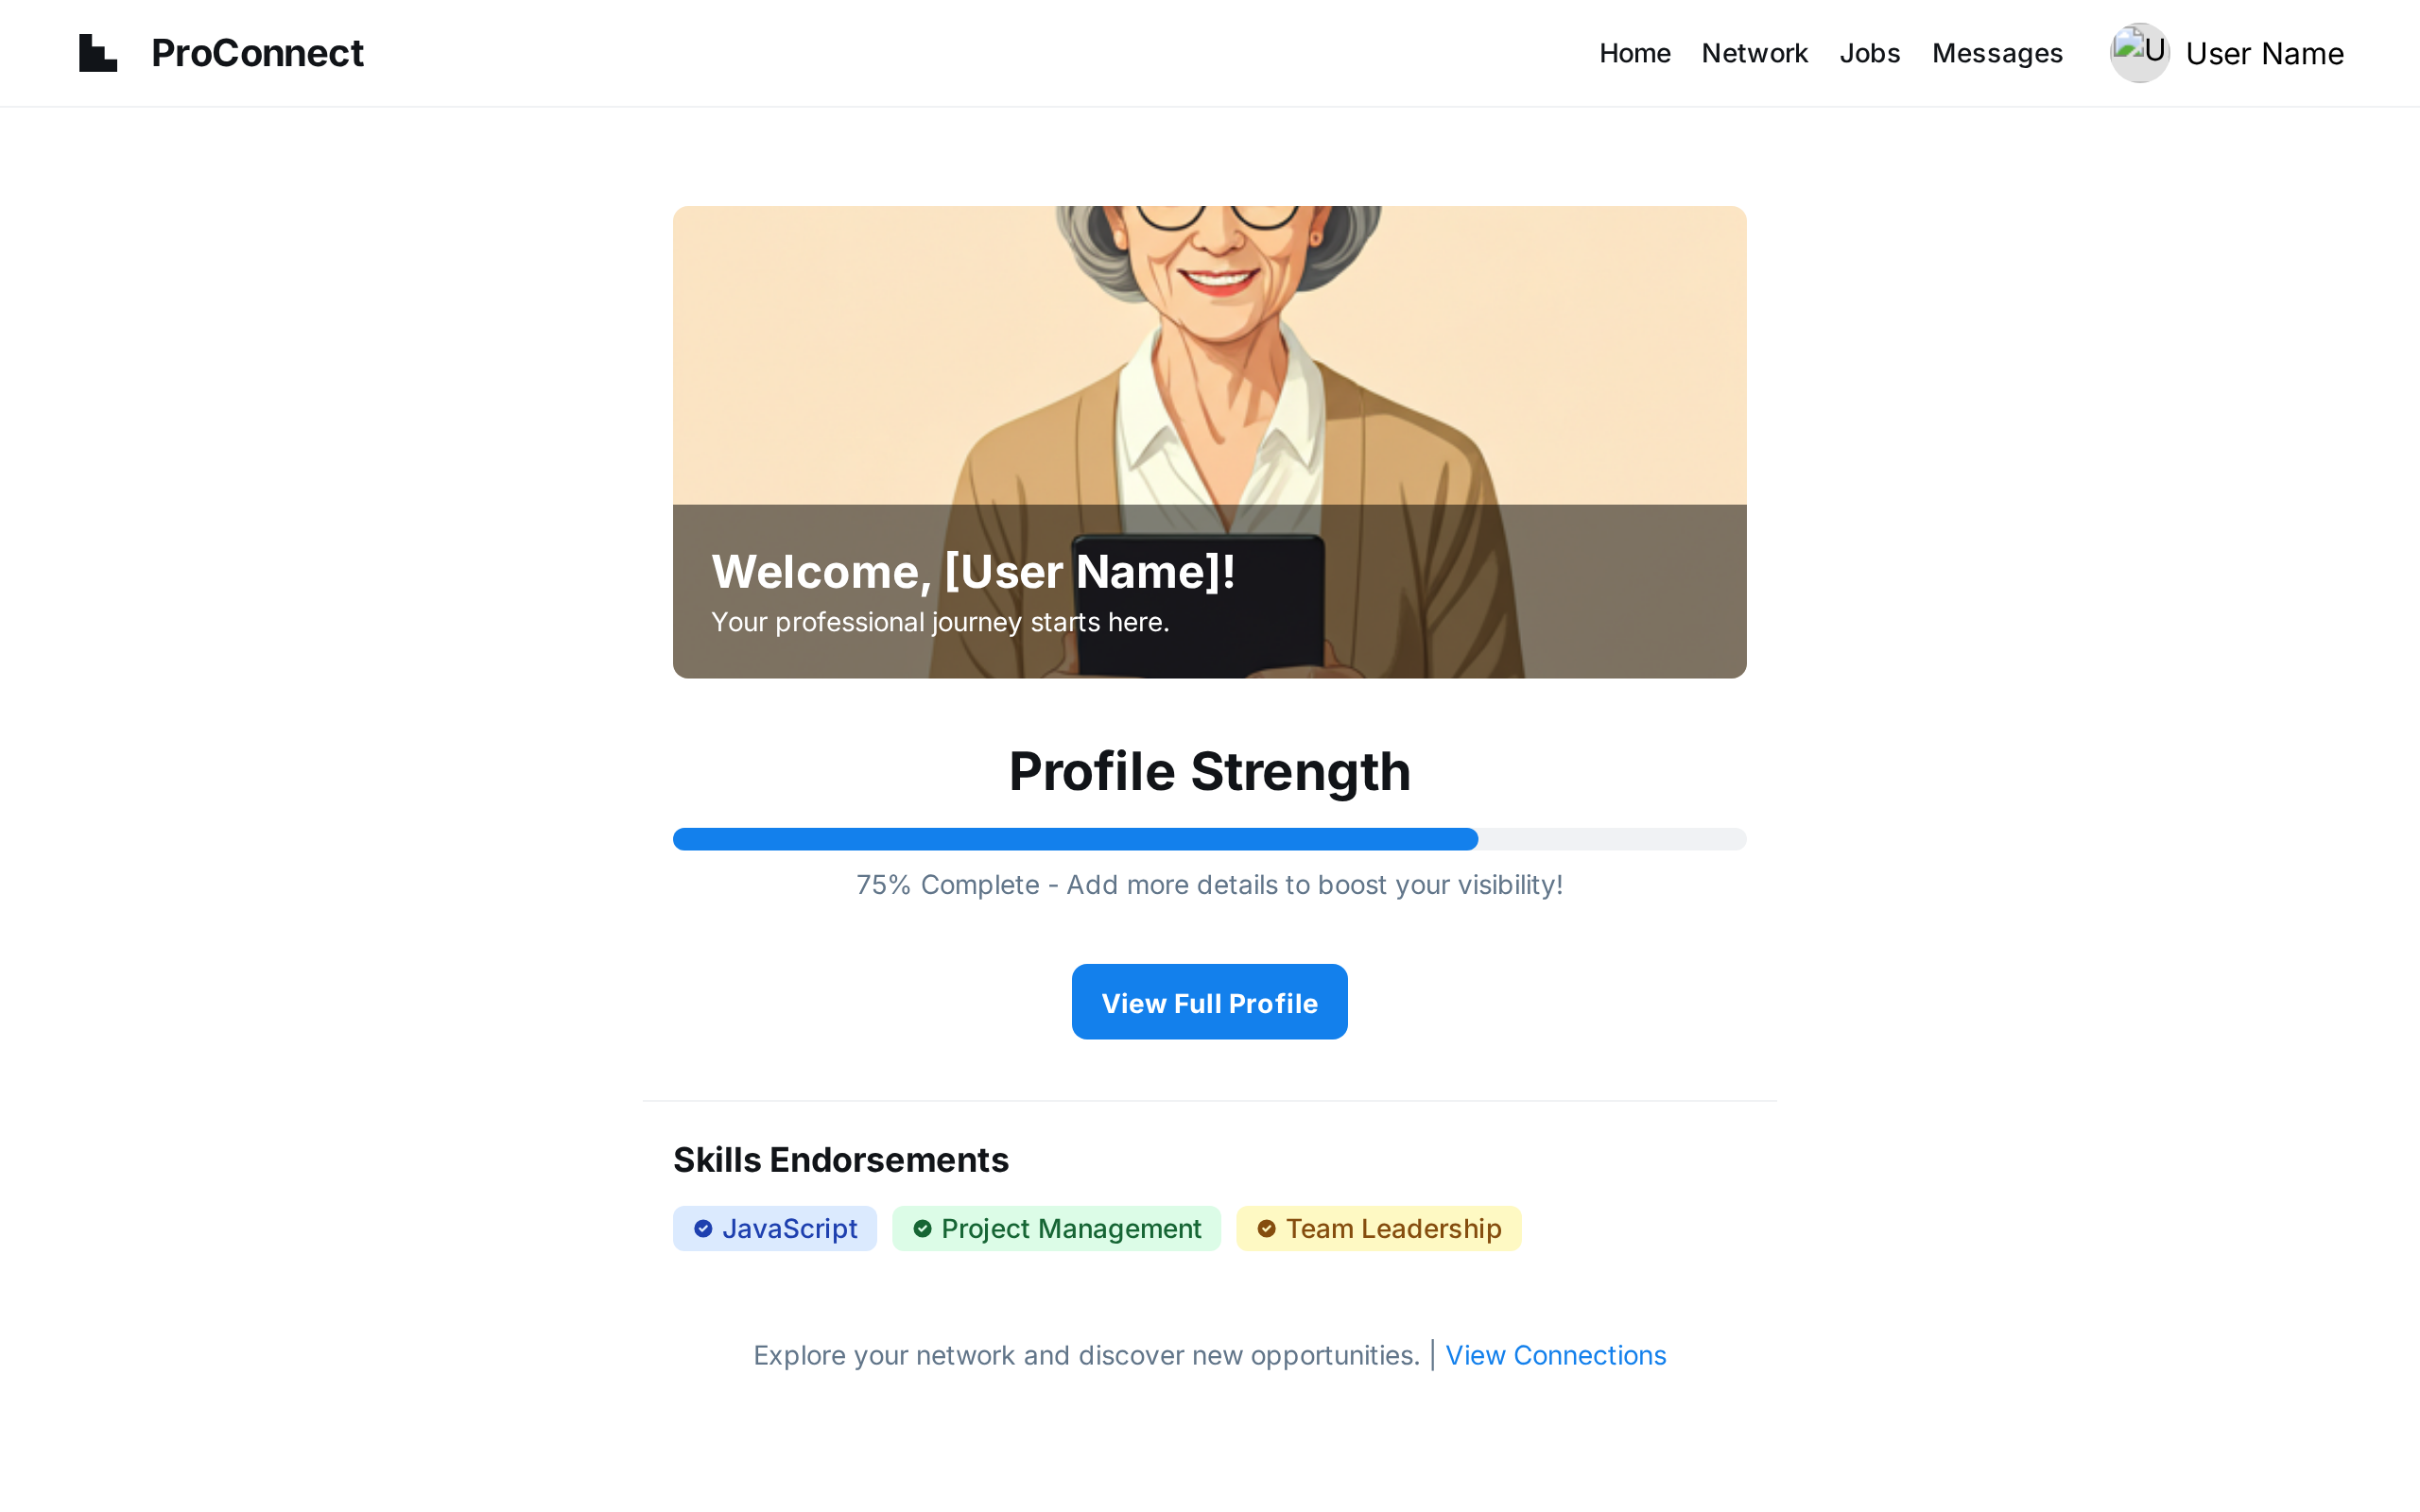 ProConnect
Home Network Jobs Messages U User Name
Welcome, [User Name]!
Your professional journey starts here.
Profile Strength
75% Complete - Add more details to boost your visibility!
View Full Profile
Skills Endorsements
JavaScript Project Management Team Leadership
Explore your network and discover new opportunities. | View Connections